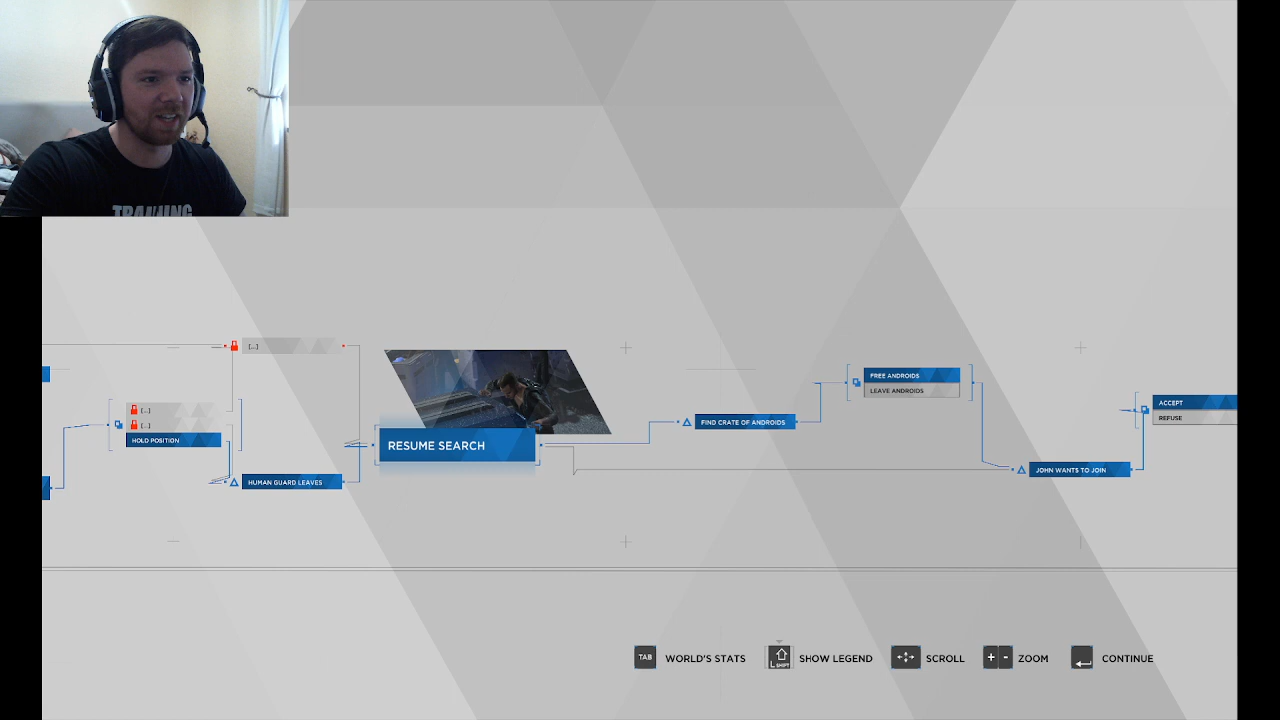 TRAINING
[...]
[...]
[...]
HOLD POSITION
HUMAN GUARD LEAVES
RESUME SEARCH
FIND CRATE OF ANDROIDS
FREE ANDROIDS
LEAVE ANDROIDS
JOHN WANTS TO JOIN
ACCEPT
REFUSE
TAB WORLD'S STATS
L SHIFT SHOW LEGEND
SCROLL
+ - ZOOM
CONTINUE